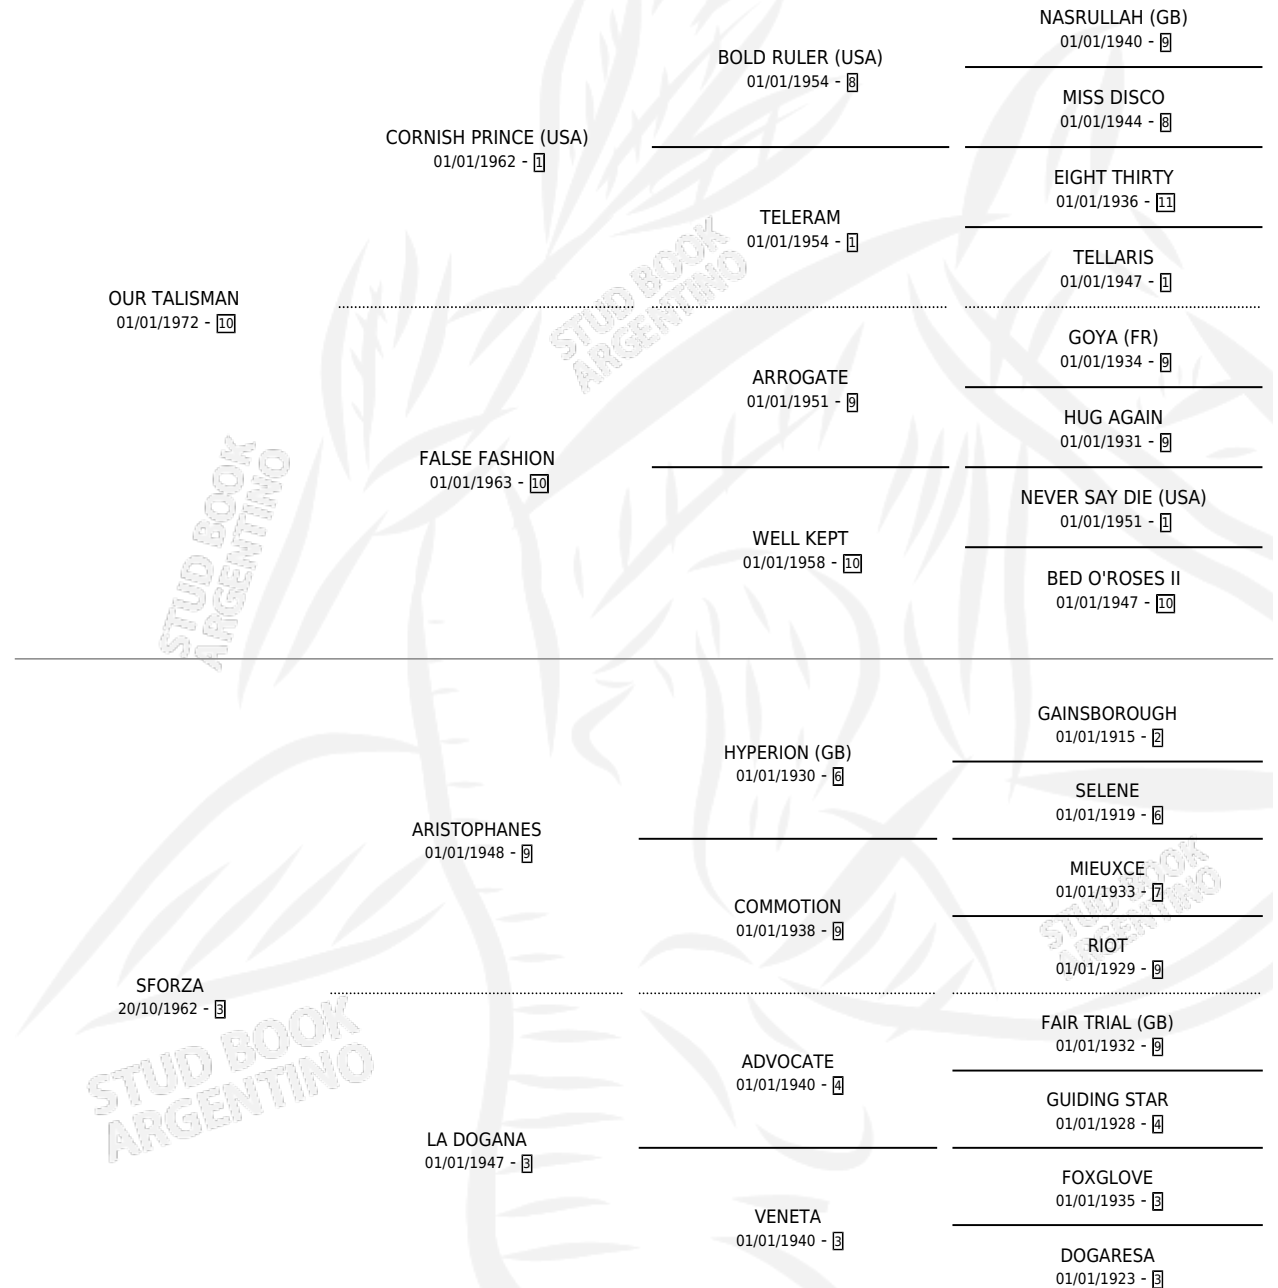 NASRULLAH (GB)
01/01/1940 - 9
BOLD RULER (USA)
01/01/1954 - 8
MISS DISCO
01/01/1944 - 8
CORNISH PRINCE (USA)
01/01/1962 - 1
EIGHT THIRTY
01/01/1936 - 11
TELERAM
01/01/1954 - 1
TELLARIS
01/01/1947 - 1
OUR TALISMAN
01/01/1972 - 10
GOYA (FR)
01/01/1934 - 9
ARROGATE
01/01/1951 - 9
HUG AGAIN
01/01/1931 - 9
FALSE FASHION
01/01/1963 - 10
NEVER SAY DIE (USA)
01/01/1951 - 1
WELL KEPT
01/01/1958 - 10
BED O'ROSES II
01/01/1947 - 10
GAINSBOROUGH
01/01/1915 - 2
HYPERION (GB)
01/01/1930 - 6
SELENE
01/01/1919 - 6
ARISTOPHANES
01/01/1948 - 9
MIEUXCE
01/01/1933 - 7
COMMOTION
01/01/1938 - 9
RIOT
01/01/1929 - 9
SFORZA
20/10/1962 - 3
FAIR TRIAL (GB)
01/01/1932 - 9
ADVOCATE
01/01/1940 - 4
GUIDING STAR
01/01/1928 - 4
LA DOGANA
01/01/1947 - 3
FOXGLOVE
01/01/1935 - 3
VENETA
01/01/1940 - 3
DOGARESA
01/01/1923 - 3
STUD BOOK
ARGENTINO
STUD BOOK
ARGENTINO
STUD BOOK
ARGENTINO
STUD BOOK
ARGENTINO